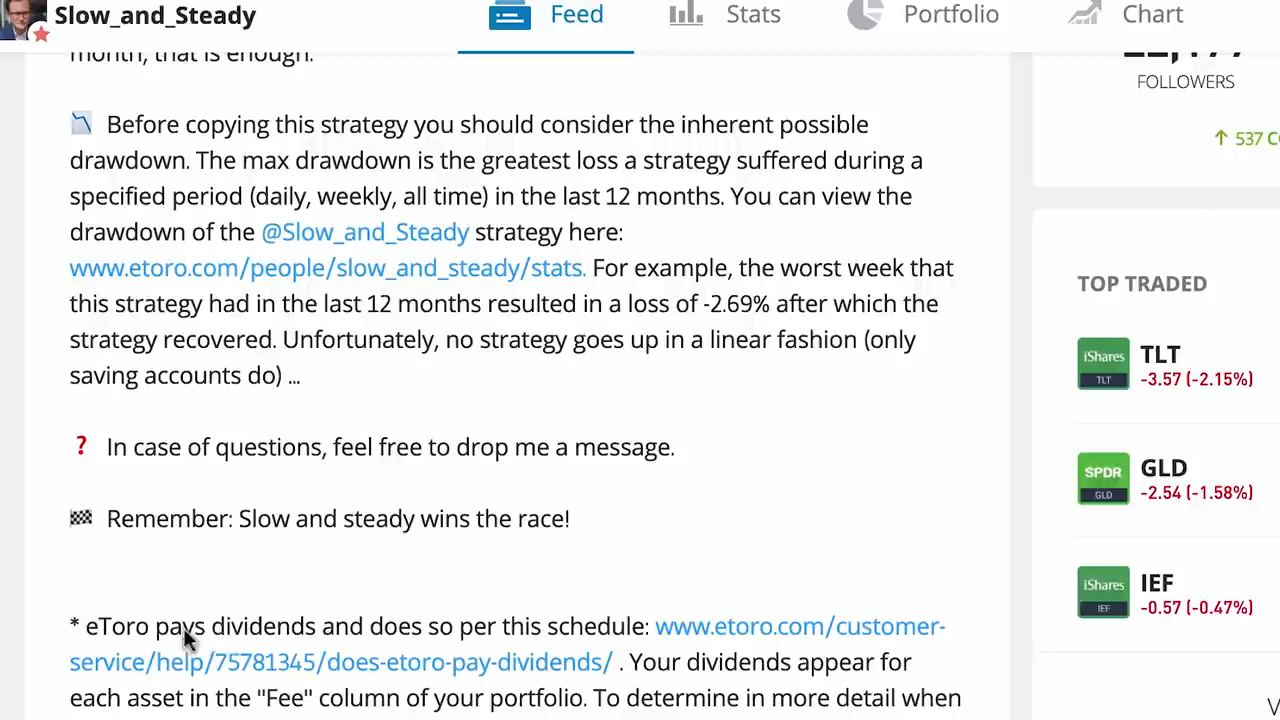 Slow_and_Steady
Feed
Stats
Portfolio
Chart
month, that is enough.
FOLLOWERS
Before copying this strategy you should consider the inherent possible
drawdown. The max drawdown is the greatest loss a strategy suffered during a
specified period (daily, weekly, all time) in the last 12 months. You can view the
drawdown of the @Slow_and_Steady strategy here:
www.etoro.com/people/slow_and_steady/stats. For example, the worst week that
this strategy had in the last 12 months resulted in a loss of -2.69% after which the
strategy recovered. Unfortunately, no strategy goes up in a linear fashion (only
saving accounts do) ...
❓ In case of questions, feel free to drop me a message.
Remember: Slow and steady wins the race!
* eToro pays dividends and does so per this schedule: www.etoro.com/customer-
service/help/75781345/does-etoro-pay-dividends/ . Your dividends appear for
each asset in the "Fee" column of your portfolio. To determine in more detail when
↑ 537
TOP TRADED
iShares
TLT
TLT
-3.57 (-2.15%)
SPDR
GLD
GLD
-2.54 (-1.58%)
iShares
IEF
IEF
-0.57 (-0.47%)